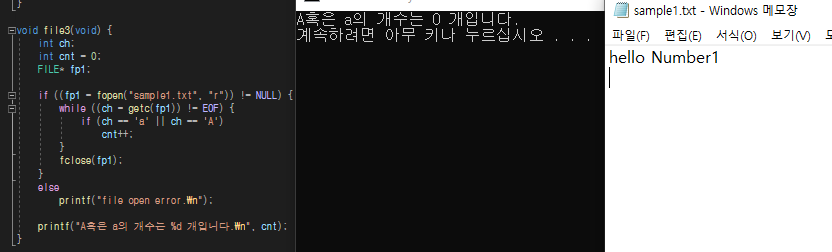 }
void file3(void) {
int ch;
int cnt = 0;
FILE* fp1;
if ((fp1 = fopen("sample1.txt", "r")) != NULL) {
while ((ch = getc(fp1)) != EOF) {
if (ch == 'a' || ch == 'A')
cnt++;
}
fclose(fp1);
}
else
printf("file open error.₩n");
printf("A혹은 a의 개수는 %d 개입니다.₩n", cnt);
}
A혹은 a의 개수는 0 개입니다.
계속하려면 아무 키나 누르십시오 . . .
sample1.txt - Windows 메모장
파일(F) 편집(E) 서식(O) 보기(V)
hello Number1